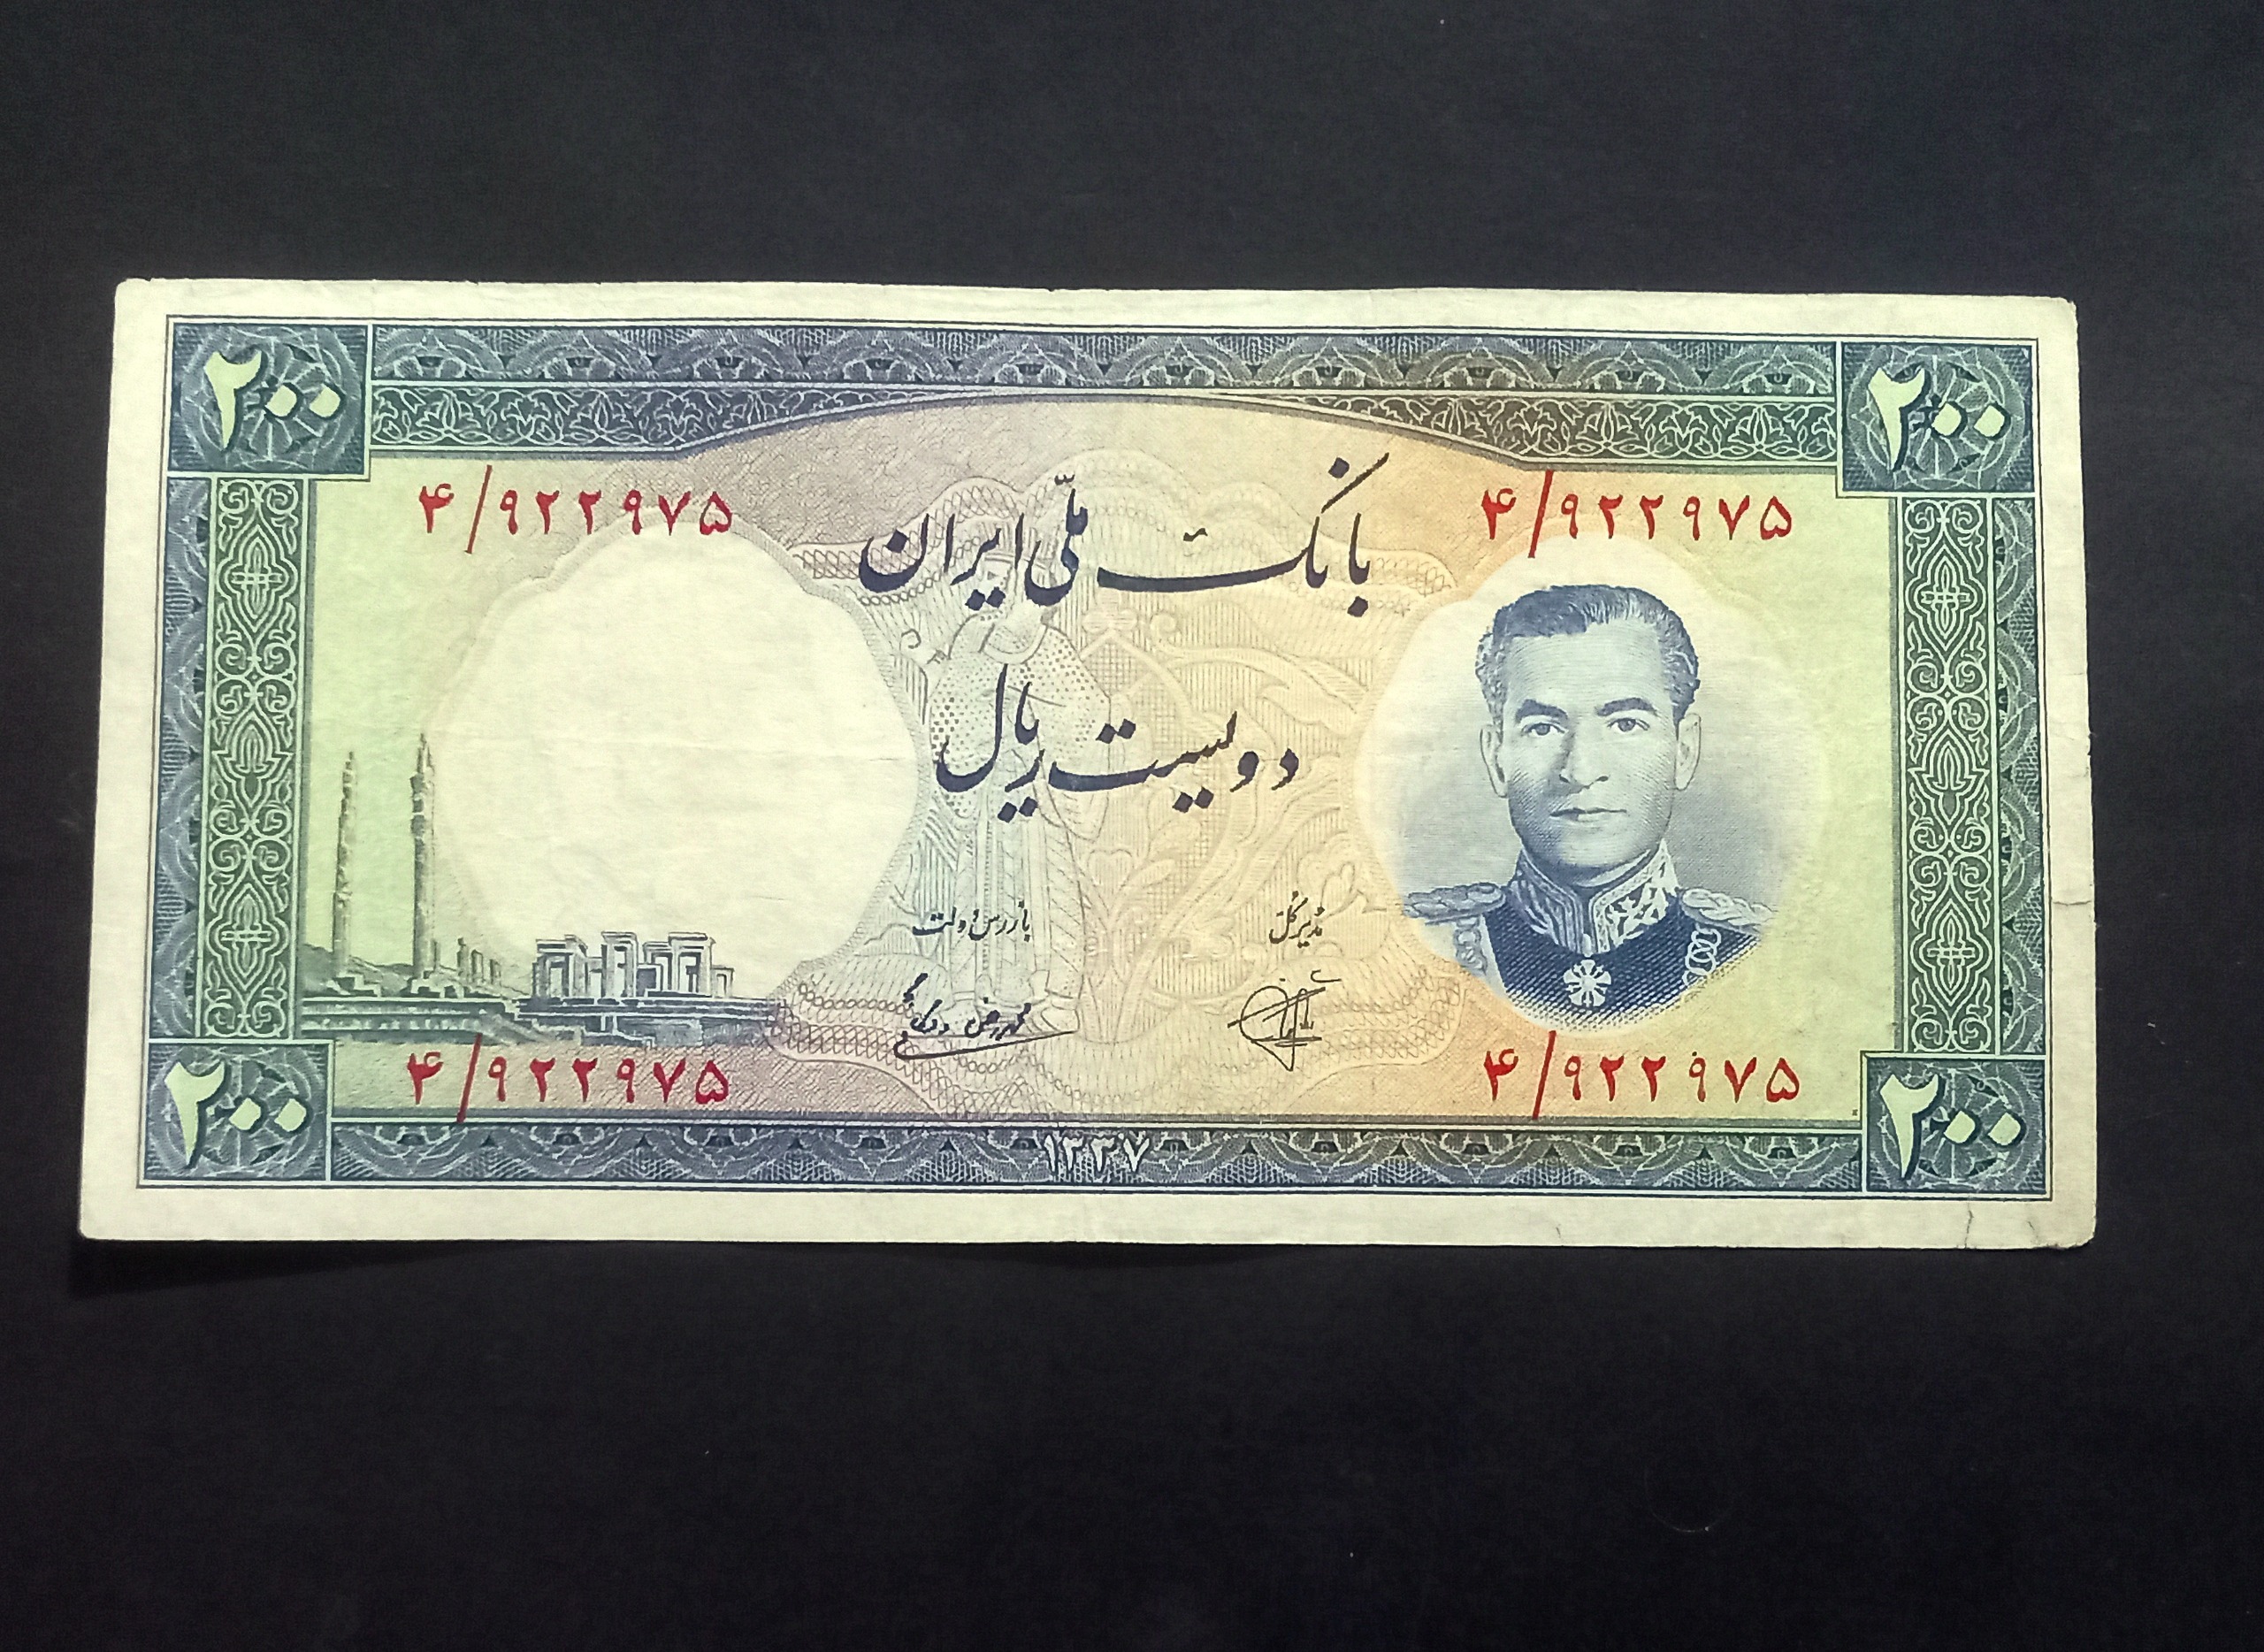 ۲۰۰ ۲۰۰
۴/۹۲۲۹۷۵ ۴/۹۲۲۹۷۵
بانک ملّی ایران
دویست ریال
مدیر کل بازرس دولت
۴/۹۲۲۹۷۵ ۴/۹۲۲۹۷۵
۲۰۰ ۲۰۰
۱۳۳۷